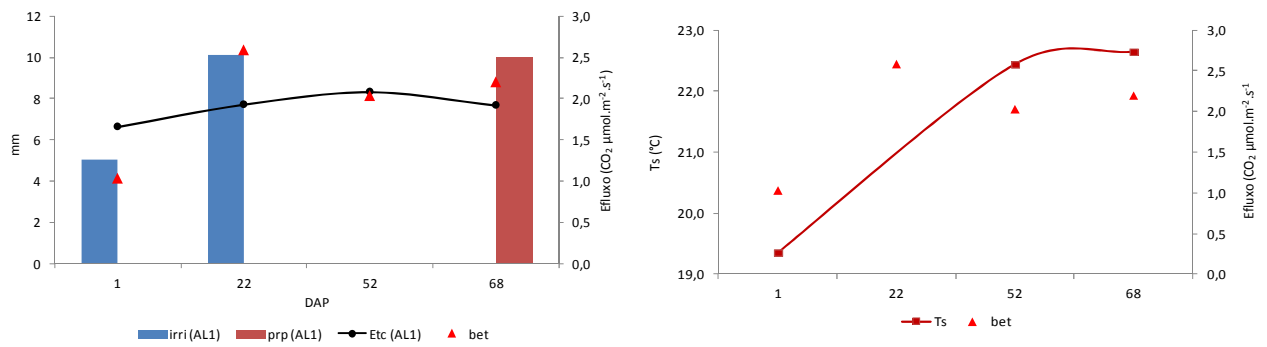 12
10
8
6
4
2
0
mm
3,0
2,5
2,0
1,5
1,0
0,5
0,0
Efluxo (CO₂ µmol.m⁻².s⁻¹)
1 22 52 68
DAP
irri (AL1) prp (AL1) Etc (AL1) bet
23,0
22,0
21,0
20,0
19,0
Ts (°C)
3,0
2,5
2,0
1,5
1,0
0,5
0,0
Efluxo (CO₂ µmol.m⁻².s⁻¹)
1 22 52 68
Ts bet